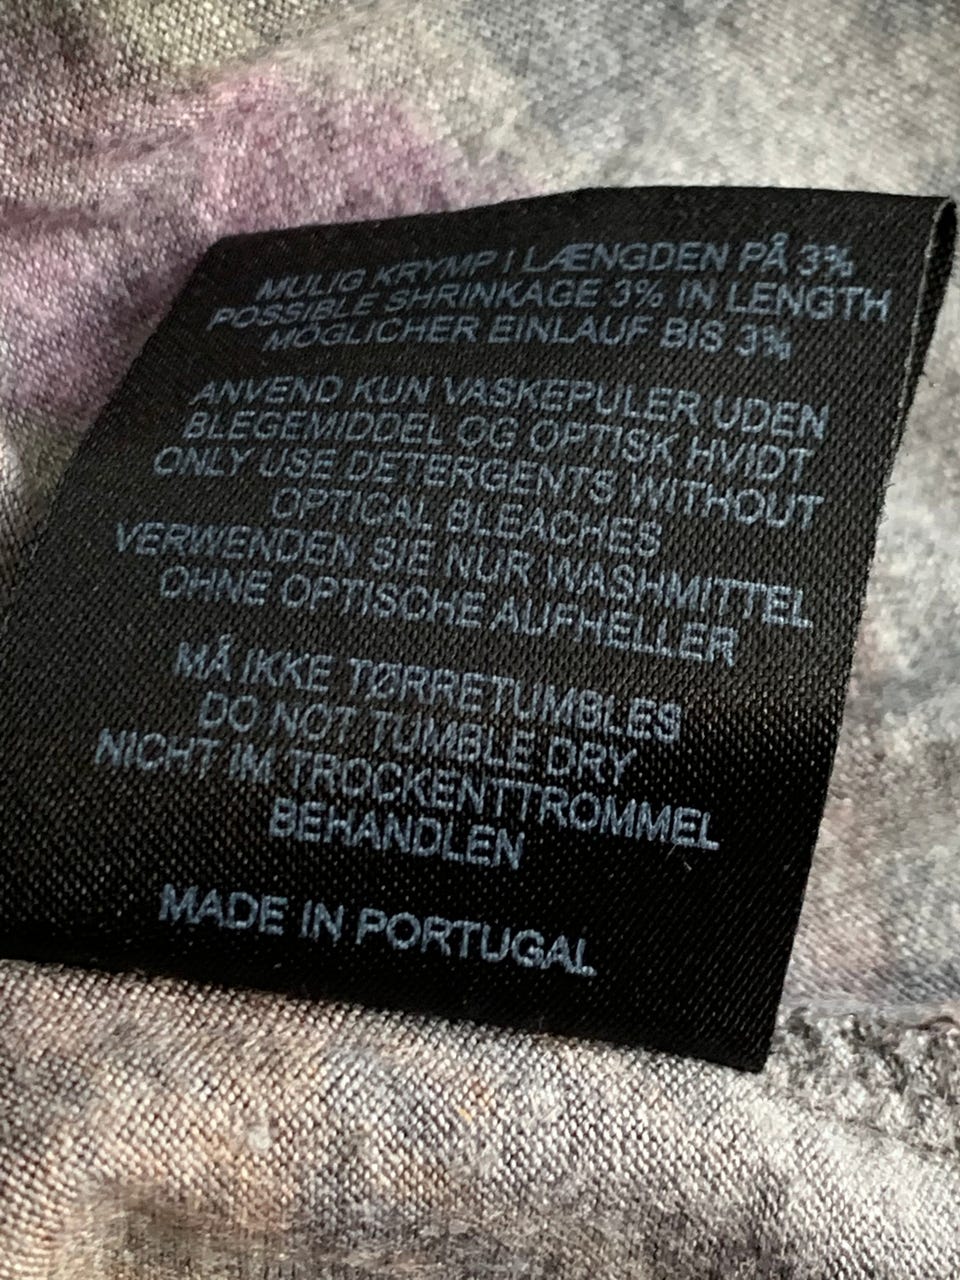 MULIG KRYMP I LÆNGDEN PÅ 3%
POSSIBLE SHRINKAGE 3% IN LENGTH
MÖGLICHER EINLAUF BIS 3%
ANVEND KUN VASKEPULER UDEN
BLEGEMIDDEL OG OPTISK HVIDT
ONLY USE DETERGENTS WITHOUT
OPTICAL BLEACHES
VERWENDEN SIE NUR WASHMITTEL
OHNE OPTISCHE AUFHELLER
MÅ IKKE TØRRETUMBLES
DO NOT TUMBLE DRY
NICHT IM TROCKENTTROMMEL
BEHANDLEN
MADE IN PORTUGAL